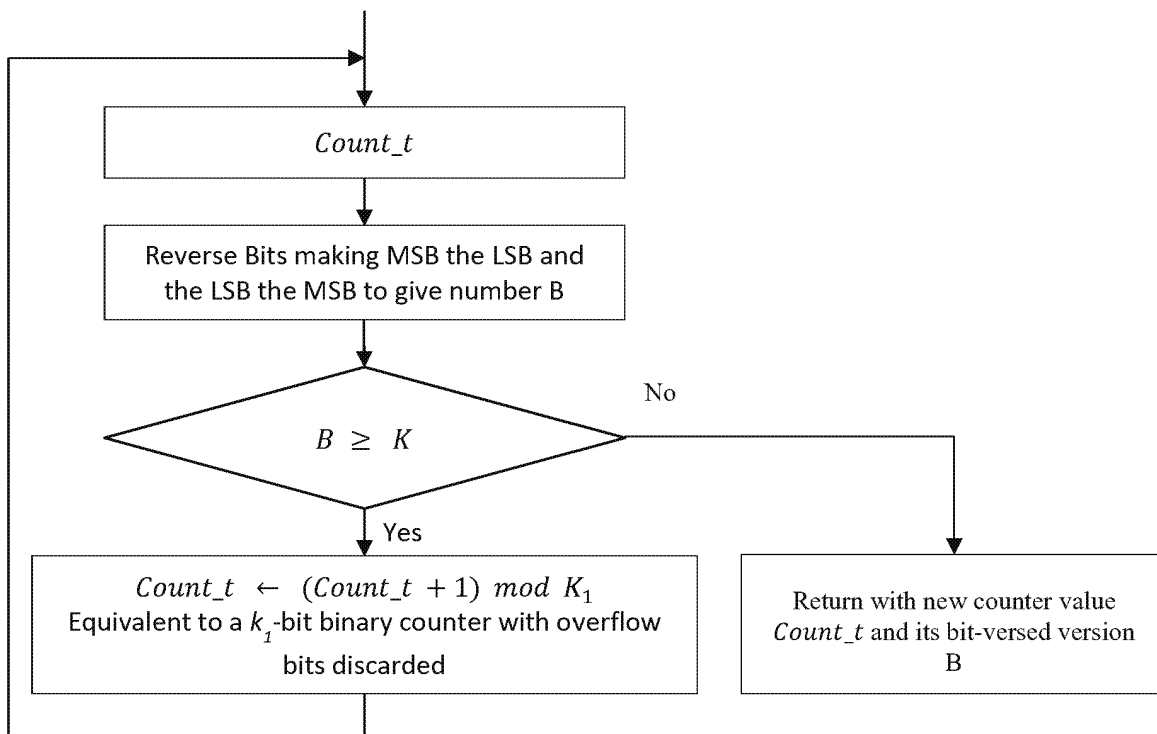 Count_t
Reverse Bits making MSB the LSB and
the LSB the MSB to give number B
No
B ≥ K
Yes
Count_t ← (Count_t + 1) mod K₁
Equivalent to a k₁-bit binary counter with overflow
bits discarded
Return with new counter value
Count_t and its bit-versed version
B